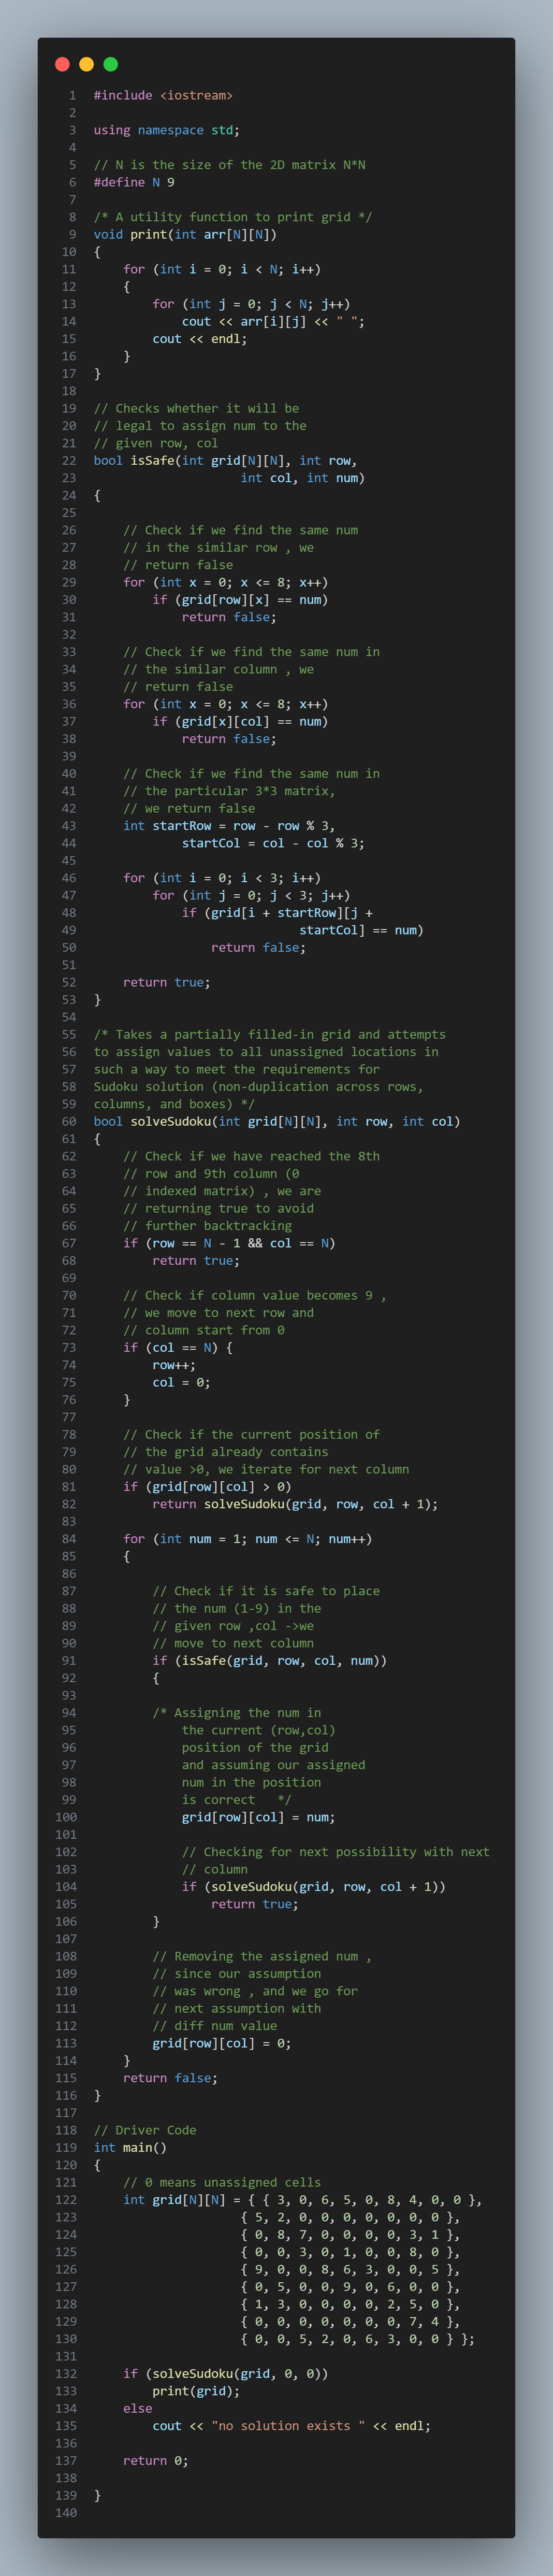 1 #include <iostream>
2
3 using namespace std;
4
5 // N is the size of the 2D matrix N*N
6 #define N 9
7
8 /* A utility function to print grid */
9 void print(int arr[N][N])
10 {
11     for (int i = 0; i < N; i++)
12     {
13         for (int j = 0; j < N; j++)
14             cout << arr[i][j] << " ";
15         cout << endl;
16     }
17 }
18
19 // Checks whether it will be
20 // legal to assign num to the
21 // given row, col
22 bool isSafe(int grid[N][N], int row,
23                     int col, int num)
24 {
25
26     // Check if we find the same num
27     // in the similar row , we
28     // return false
29     for (int x = 0; x <= 8; x++)
30         if (grid[row][x] == num)
31             return false;
32
33     // Check if we find the same num in
34     // the similar column , we
35     // return false
36     for (int x = 0; x <= 8; x++)
37         if (grid[x][col] == num)
38             return false;
39
40     // Check if we find the same num in
41     // the particular 3*3 matrix,
42     // we return false
43     int startRow = row - row % 3,
44             startCol = col - col % 3;
45
46     for (int i = 0; i < 3; i++)
47         for (int j = 0; j < 3; j++)
48             if (grid[i + startRow][j +
49                             startCol] == num)
50                 return false;
51
52     return true;
53 }
54
55 /* Takes a partially filled-in grid and attempts
56 to assign values to all unassigned locations in
57 such a way to meet the requirements for
58 Sudoku solution (non-duplication across rows,
59 columns, and boxes) */
60 bool solveSudoku(int grid[N][N], int row, int col)
61 {
62     // Check if we have reached the 8th
63     // row and 9th column (0
64     // indexed matrix) , we are
65     // returning true to avoid
66     // further backtracking
67     if (row == N - 1 && col == N)
68         return true;
69
70     // Check if column value becomes 9 ,
71     // we move to next row and
72     // column start from 0
73     if (col == N) {
74         row++;
75         col = 0;
76     }
77
78     // Check if the current position of
79     // the grid already contains
80     // value >0, we iterate for next column
81     if (grid[row][col] > 0)
82         return solveSudoku(grid, row, col + 1);
83
84     for (int num = 1; num <= N; num++)
85     {
86
87         // Check if it is safe to place
88         // the num (1-9) in the
89         // given row ,col ->we
90         // move to next column
91         if (isSafe(grid, row, col, num))
92         {
93
94         /* Assigning the num in
95             the current (row,col)
96             position of the grid
97             and assuming our assigned
98             num in the position
99             is correct   */
100             grid[row][col] = num;
101
102             // Checking for next possibility with next
103             // column
104             if (solveSudoku(grid, row, col + 1))
105                 return true;
106         }
107
108         // Removing the assigned num ,
109         // since our assumption
110         // was wrong , and we go for
111         // next assumption with
112         // diff num value
113         grid[row][col] = 0;
114     }
115     return false;
116 }
117
118 // Driver Code
119 int main()
120 {
121     // 0 means unassigned cells
122     int grid[N][N] = { { 3, 0, 6, 5, 0, 8, 4, 0, 0 },
123                     { 5, 2, 0, 0, 0, 0, 0, 0, 0 },
124                     { 0, 8, 7, 0, 0, 0, 0, 3, 1 },
125                     { 0, 0, 3, 0, 1, 0, 0, 8, 0 },
126                     { 9, 0, 0, 8, 6, 3, 0, 0, 5 },
127                     { 0, 5, 0, 0, 9, 0, 6, 0, 0 },
128                     { 1, 3, 0, 0, 0, 0, 2, 5, 0 },
129                     { 0, 0, 0, 0, 0, 0, 0, 7, 4 },
130                     { 0, 0, 5, 2, 0, 6, 3, 0, 0 } };
131
132     if (solveSudoku(grid, 0, 0))
133         print(grid);
134     else
135         cout << "no solution exists " << endl;
136
137     return 0;
138
139 }
140